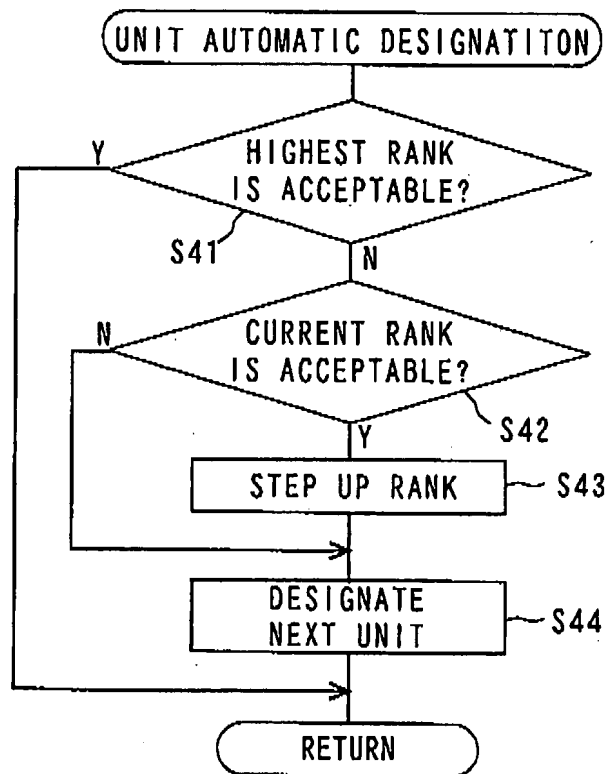 UNIT AUTOMATIC DESIGNATITON
Y
HIGHEST RANK
IS ACCEPTABLE?
S41
N
N
CURRENT RANK
IS ACCEPTABLE?
S42
Y
STEP UP RANK
S43
DESIGNATE
NEXT UNIT
S44
RETURN